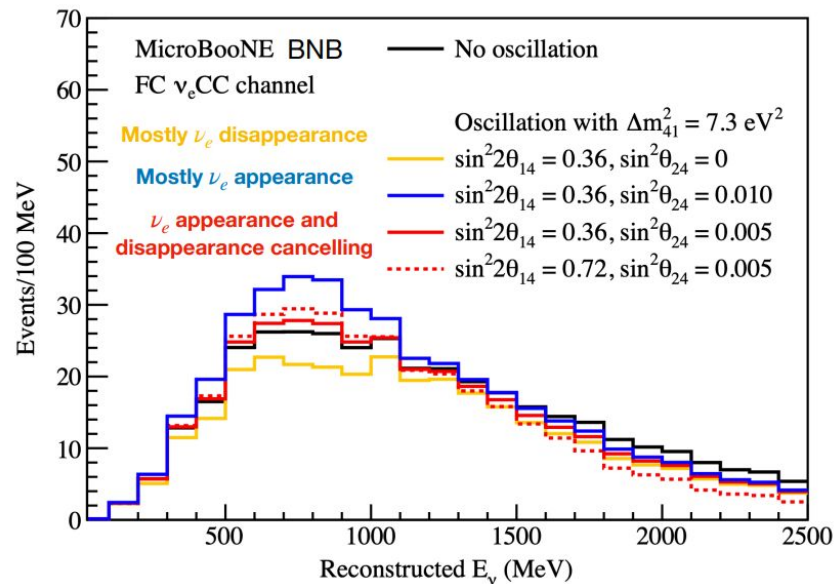 70
60
50
40
30
20
10
0
Events/100 MeV
MicroBooNE BNB
FC νₑCC channel
Mostly νₑ disappearance
Mostly νₑ appearance
νₑ appearance and
disappearance cancelling
No oscillation
Oscillation with Δm²₄₁ = 7.3 eV²
sin²2θ₁₄ = 0.36, sin²θ₂₄ = 0
sin²2θ₁₄ = 0.36, sin²θ₂₄ = 0.010
sin²2θ₁₄ = 0.36, sin²θ₂₄ = 0.005
sin²2θ₁₄ = 0.72, sin²θ₂₄ = 0.005
500 1000 1500 2000 2500
Reconstructed Eᵥ (MeV)